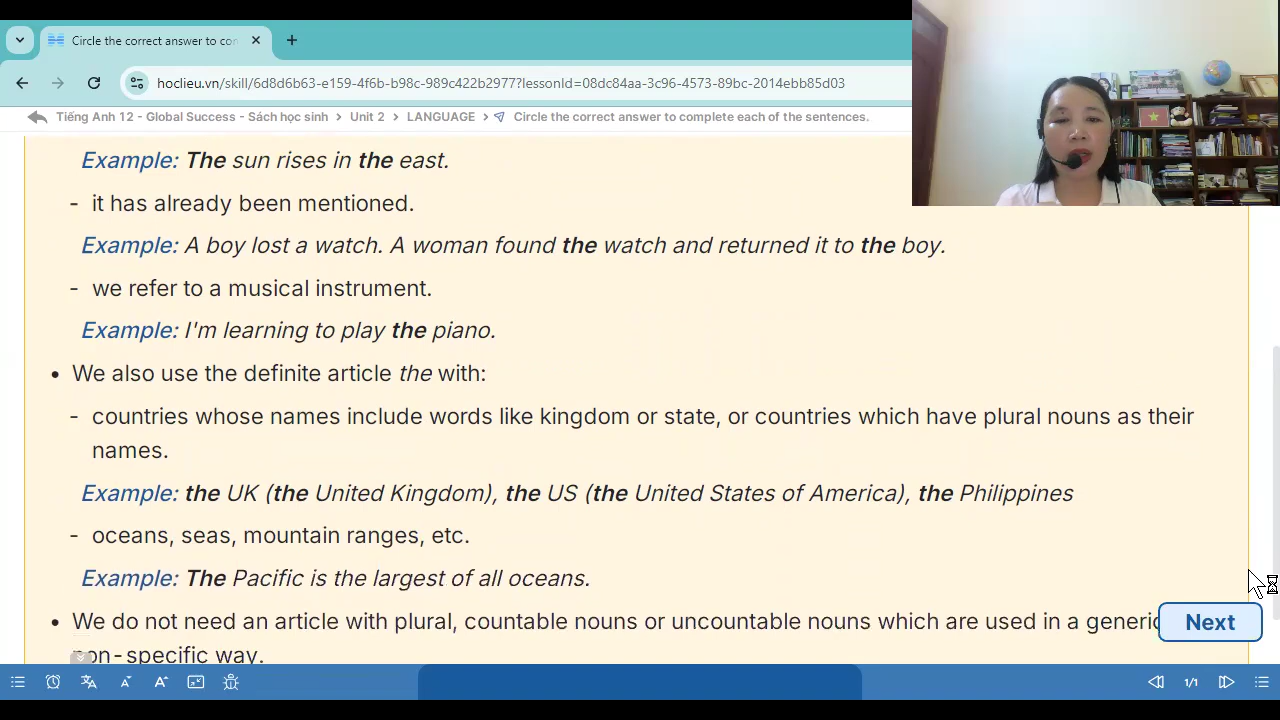 Circle the correct answer to con
hoclieu.vn/skill/6d8d6b63-e159-4f6b-b98c-989c422b2977?lessonId=08dc84aa-3c96-4573-89bc-2014ebb85d03
Tiếng Anh 12 - Global Success - Sách học sinh > Unit 2 > LANGUAGE > Circle the correct answer to complete each of the sentences.
Example: The sun rises in the east.
- it has already been mentioned.
Example: A boy lost a watch. A woman found the watch and returned it to the boy.
- we refer to a musical instrument.
Example: I'm learning to play the piano.
• We also use the definite article the with:
- countries whose names include words like kingdom or state, or countries which have plural nouns as their
names.
Example: the UK (the United Kingdom), the US (the United States of America), the Philippines
- oceans, seas, mountain ranges, etc.
Example: The Pacific is the largest of all oceans.
• We do not need an article with plural, countable nouns or uncountable nouns which are used in a generic
non-specific way.
Next
1/1